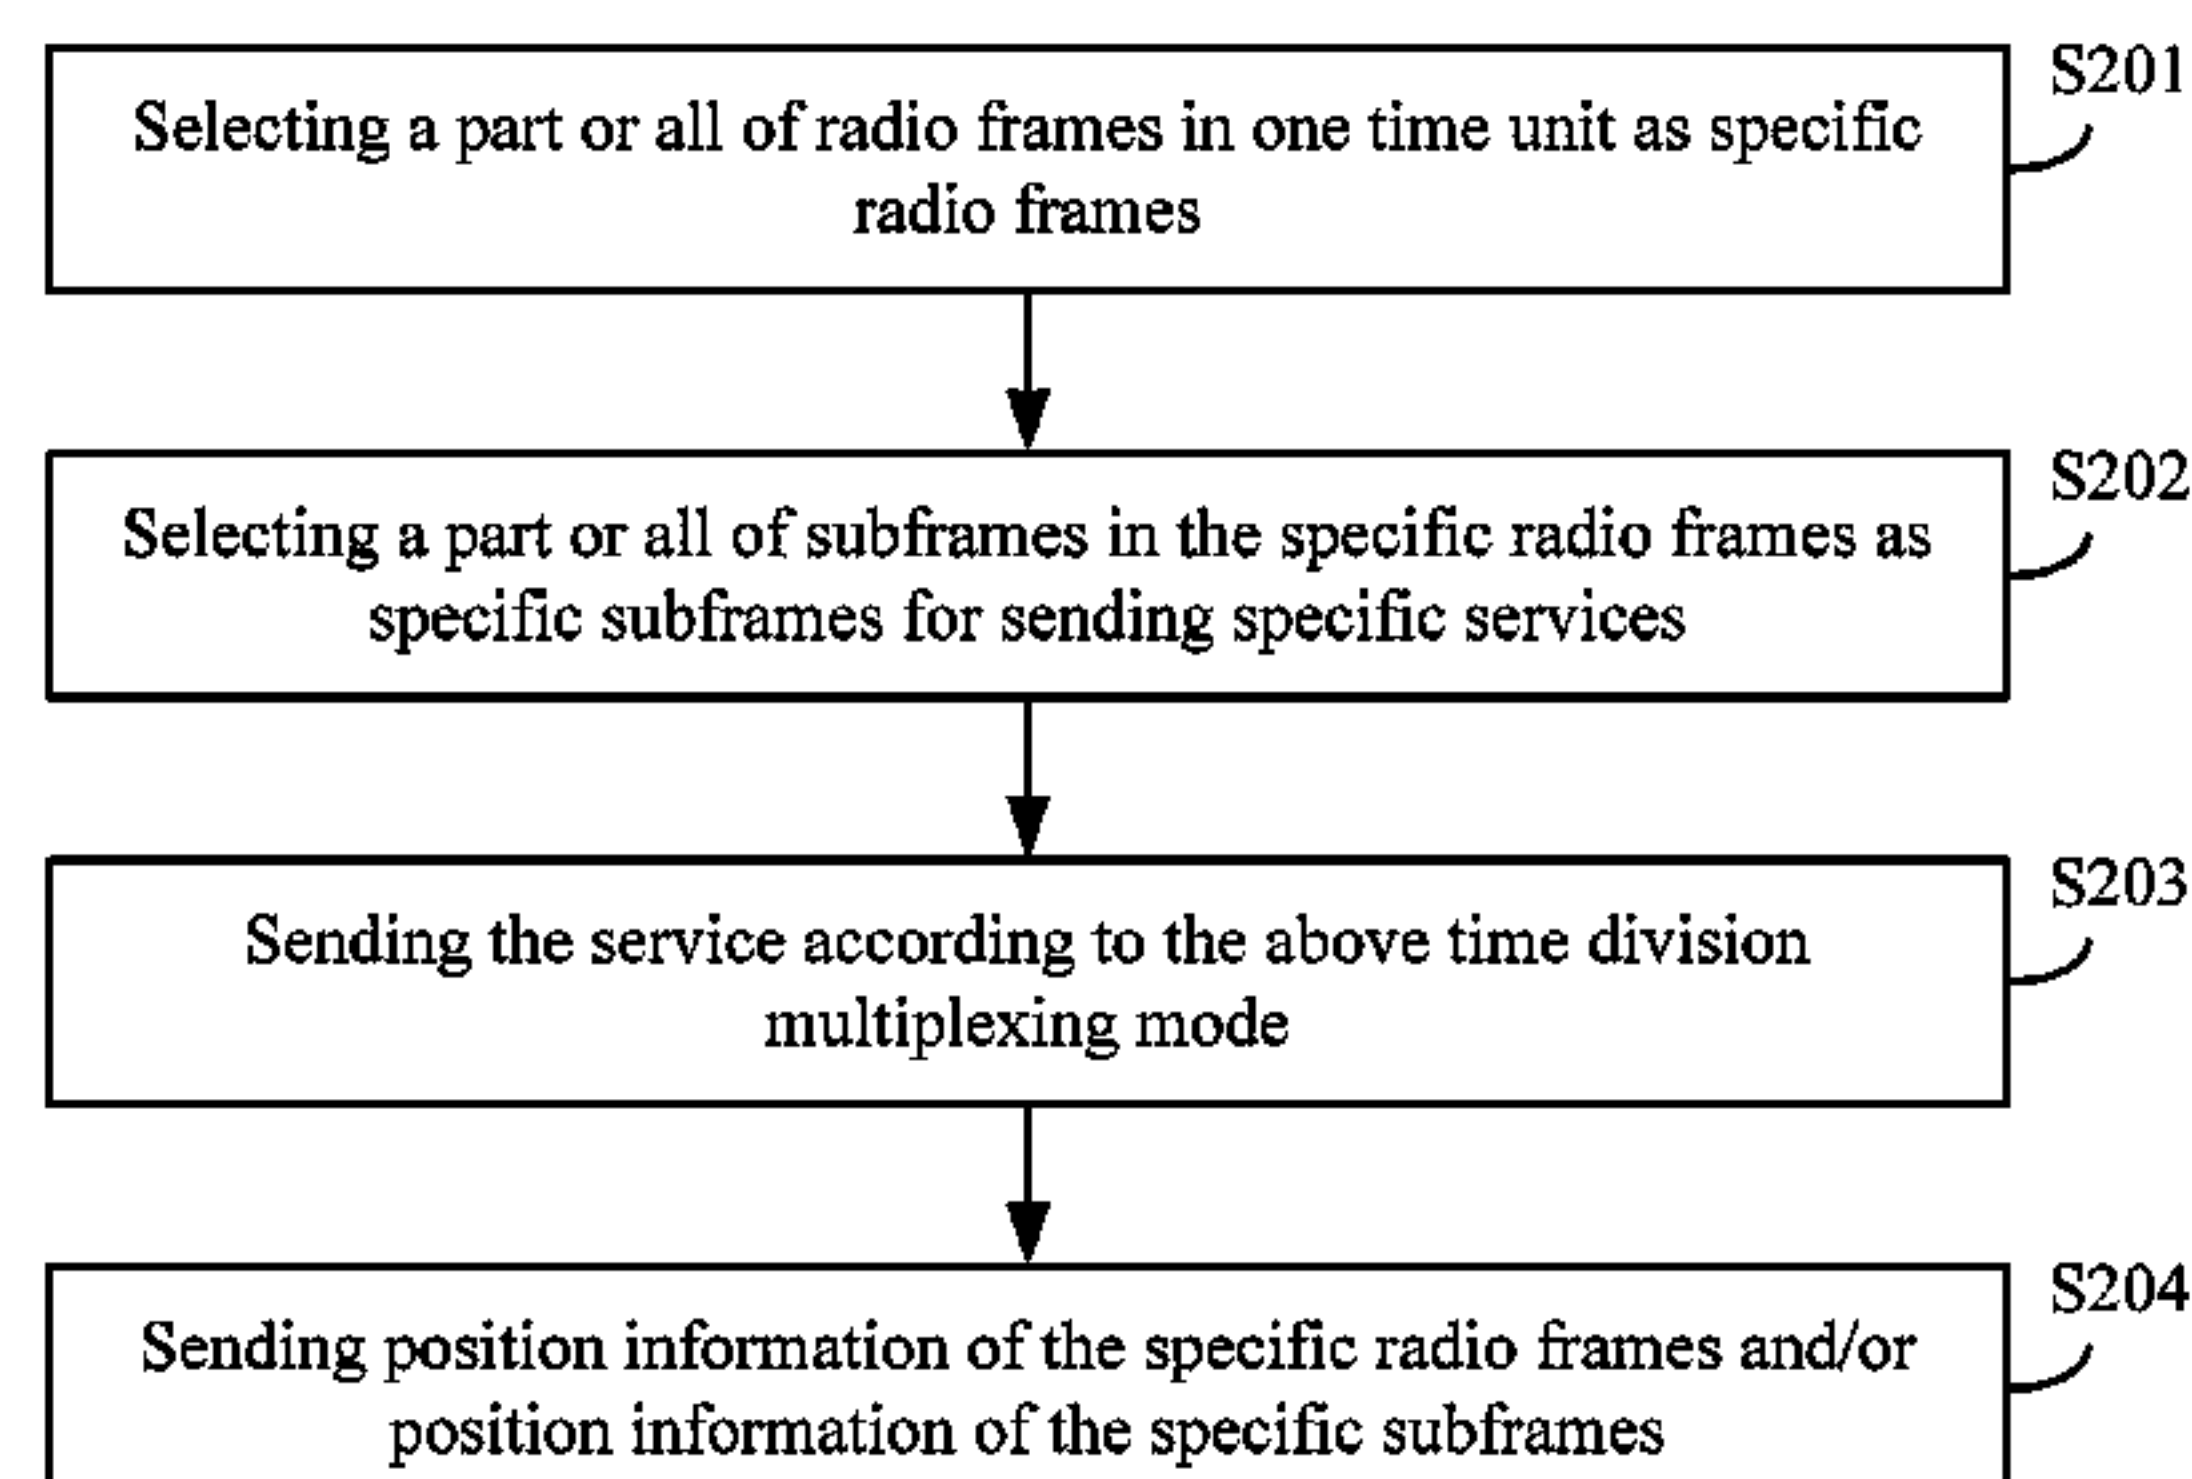 S201
Selecting a part or all of radio frames in one time unit as specific
radio frames
S202
Selecting a part or all of subframes in the specific radio frames as
specific subframes for sending specific services
S203
Sending the service according to the above time division
multiplexing mode
S204
Sending position information of the specific radio frames and/or
position information of the specific subframes